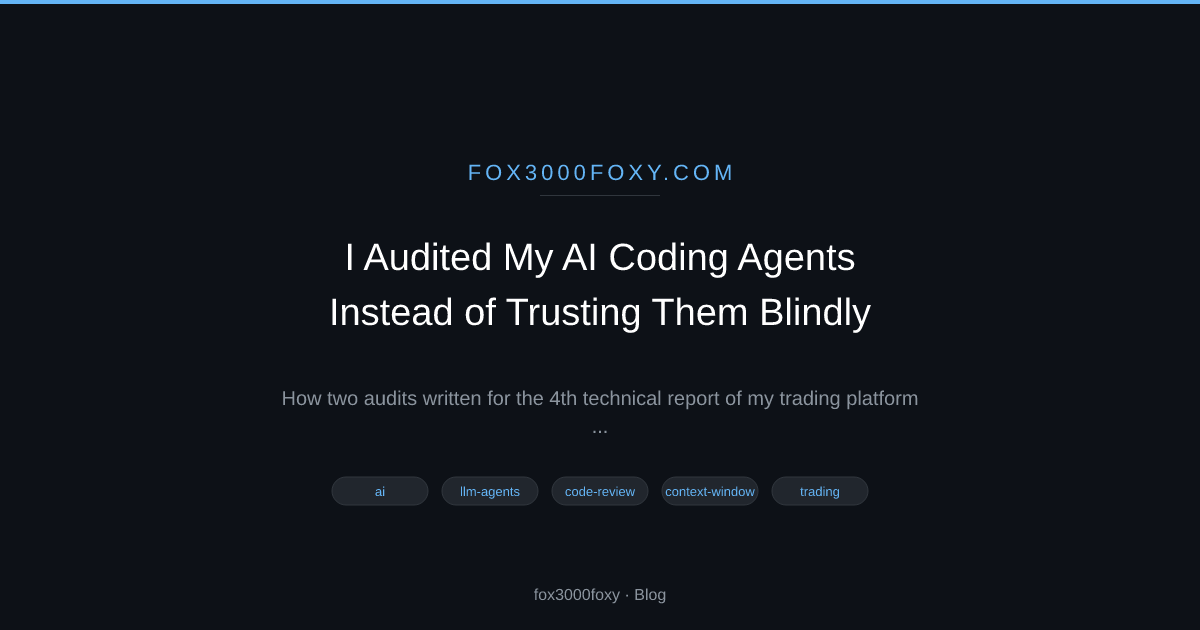 FOX3000FOXY.COM
I Audited My AI Coding Agents
Instead of Trusting Them Blindly
How two audits written for the 4th technical report of my trading platform
...
ai llm-agents code-review context-window trading
fox3000foxy · Blog